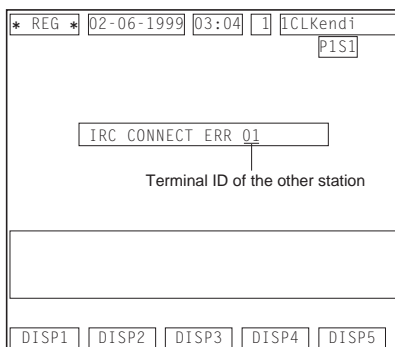 * REG * 02-06-1999 03:04 1 1CLKendi
P1S1
IRC CONNECT ERR 01
Terminal ID of the other station
DISP1 DISP2 DISP3 DISP4 DISP5